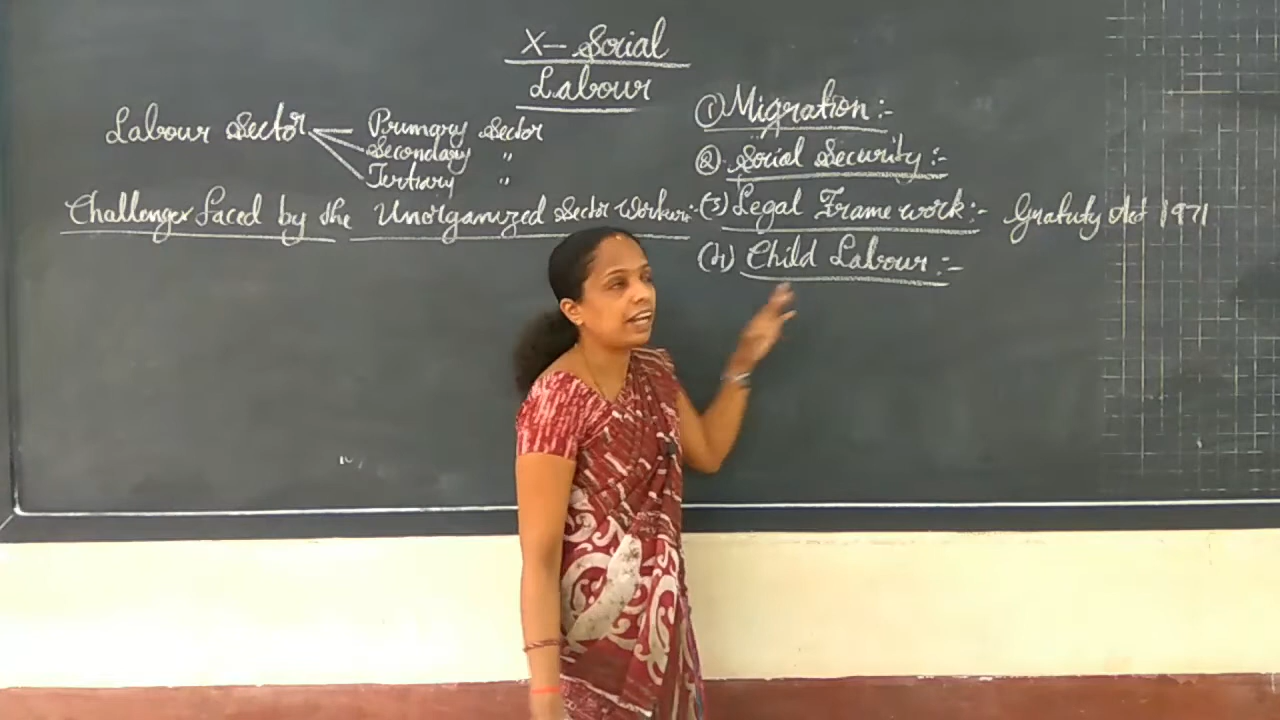 X- Social
Labour
Labour Sector
Primary Sector
Secondary "
Tertiary "
Challenges faced by the Unorganized Sector Workers:-
(1) Migration:-
(2) Social Security:-
(3) Legal Frame work:- Gratuty Act 1971
(4) Child Labour:-